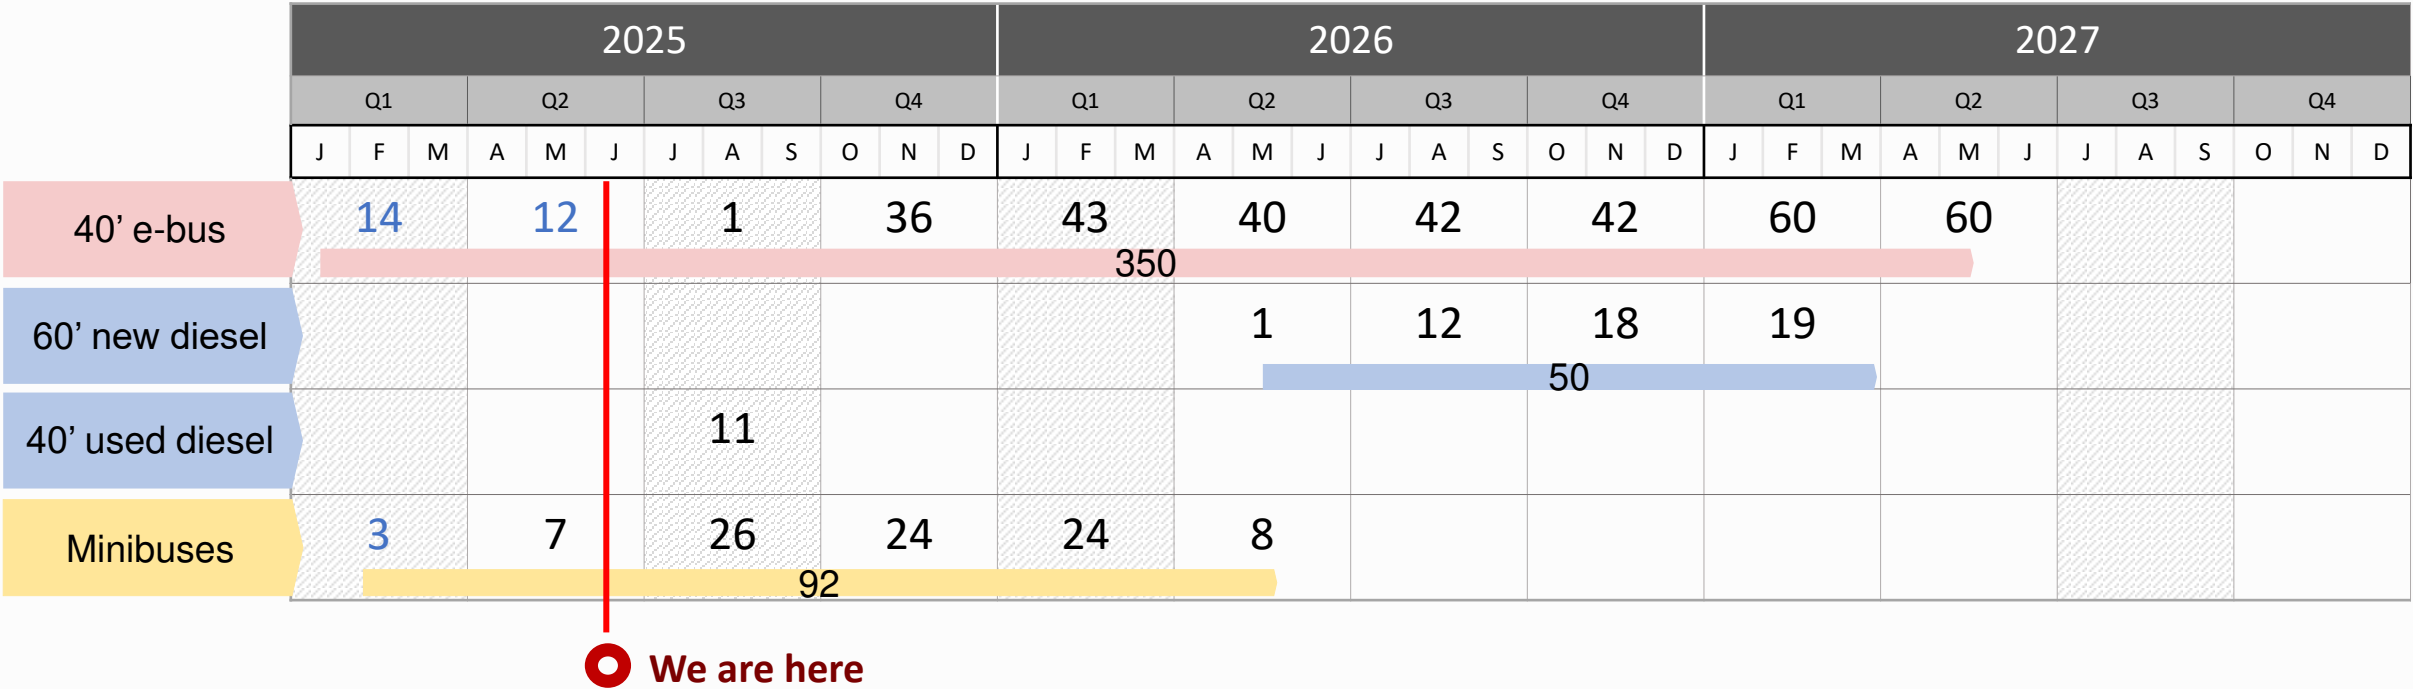 2025 2026 2027
Q1 Q2 Q3 Q4 Q1 Q2 Q3 Q4 Q1 Q2 Q3 Q4
J F M A M J J A S O N D J F M A M J J A S O N D J F M A M J J A S O N D
40’ e-bus 14 12 1 36 43 40 42 42 60 60
350
60’ new diesel 1 12 18 19
50
40’ used diesel 11
Minibuses 3 7 26 24 24 8
92
We are here